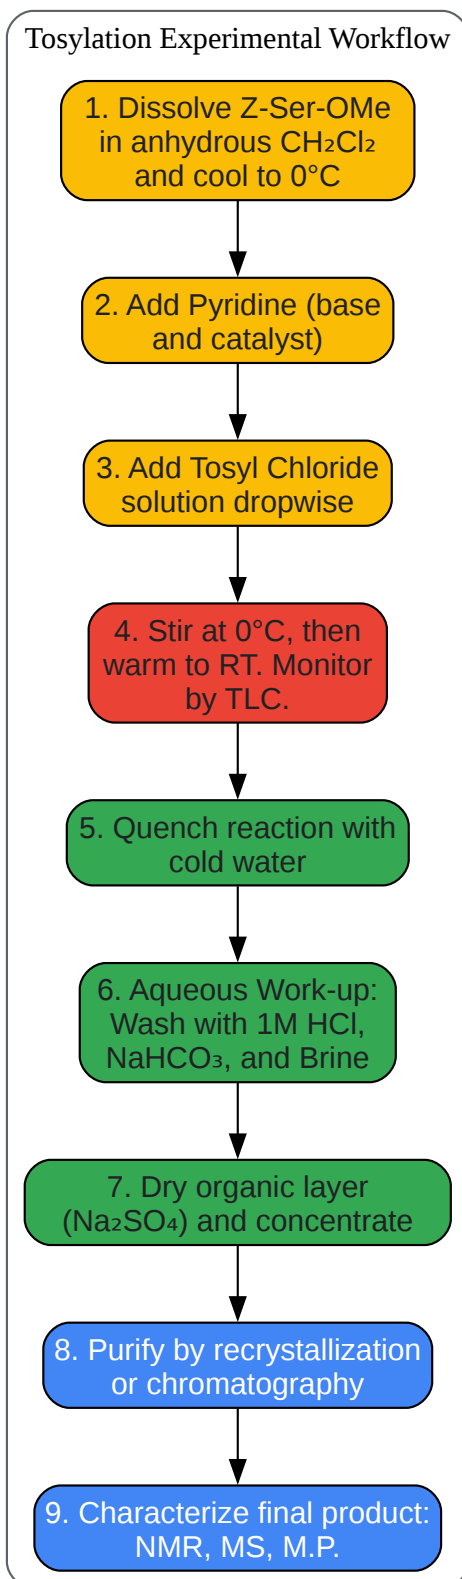 Tosylation Experimental Workflow
1. Dissolve Z-Ser-OMe
in anhydrous CH₂Cl₂
and cool to 0°C
2. Add Pyridine (base
and catalyst)
3. Add Tosyl Chloride
solution dropwise
4. Stir at 0°C, then
warm to RT. Monitor
by TLC.
5. Quench reaction with
cold water
6. Aqueous Work-up:
Wash with 1M HCl,
NaHCO₃, and Brine
7. Dry organic layer
(Na₂SO₄) and concentrate
8. Purify by recrystallization
or chromatography
9. Characterize final product:
NMR, MS, M.P.